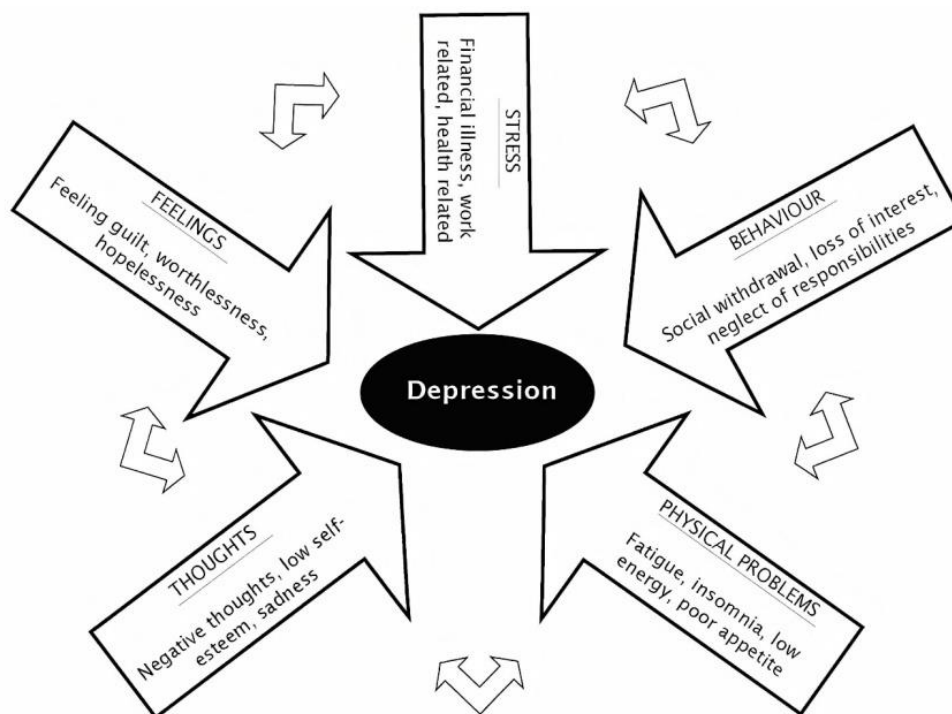 STRESS
Financial illness, work
related, health related
FEELINGS
Feeling guilt, worthlessness,
hopelessness
BEHAVIOUR
Social withdrawal, loss of interest,
neglect of responsibilities
Depression
THOUGHTS
Negative thoughts, low self-
esteem, sadness
PHYSICAL PROBLEMS
Fatigue, insomnia, low
energy, poor appetite